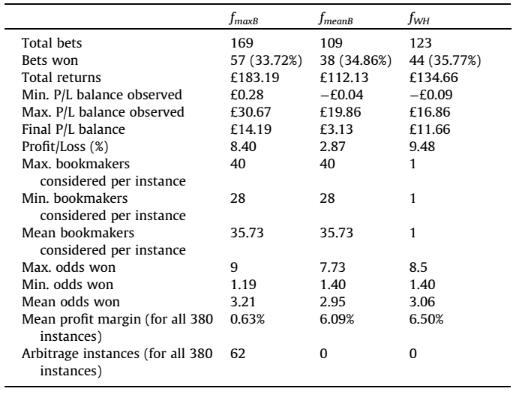 fmaxB fmeanB fWH
Total bets 169 109 123
Bets won 57 (33.72%) 38 (34.86%) 44 (35.77%)
Total returns £183.19 £112.13 £134.66
Min. P/L balance observed £0.28 −£0.04 −£0.09
Max. P/L balance observed £30.67 £19.86 £16.86
Final P/L balance £14.19 £3.13 £11.66
Profit/Loss (%) 8.40 2.87 9.48
Max. bookmakers 40 40 1
considered per instance
Min. bookmakers 28 28 1
considered per instance
Mean bookmakers 35.73 35.73 1
considered per instance
Max. odds won 9 7.73 8.5
Min. odds won 1.19 1.40 1.40
Mean odds won 3.21 2.95 3.06
Mean profit margin (for all 380 0.63% 6.09% 6.50%
instances)
Arbitrage instances (for all 380 62 0 0
instances)